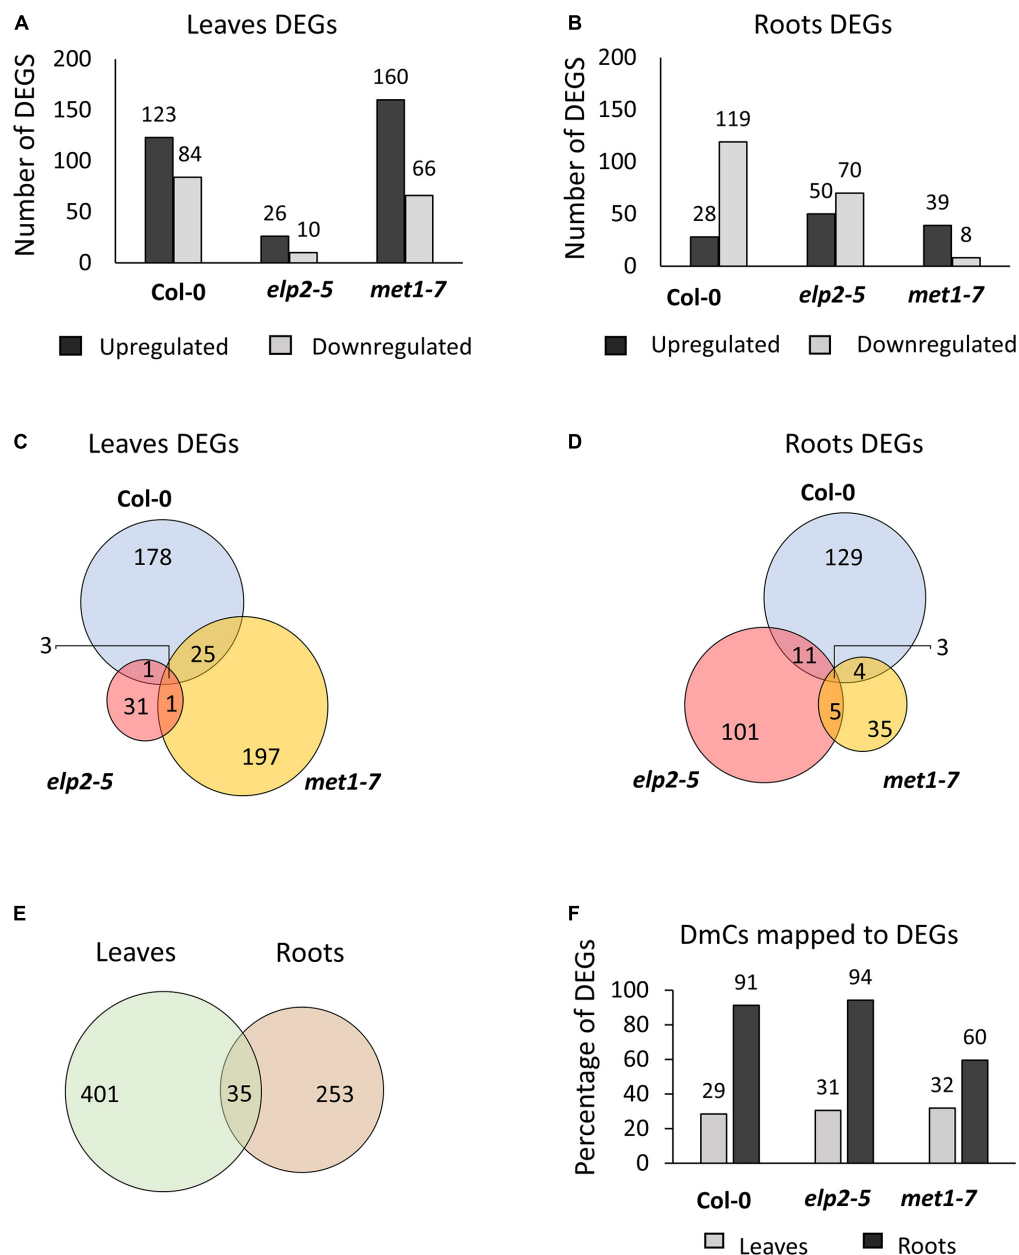 A
Leaves DEGs
Number of DEGS
200
150
100
50
0
123
84
26
10
160
66
Col-0
elp2-5
met1-7
Upregulated
Downregulated
B
Roots DEGs
Number of DEGS
200
150
100
50
0
28
119
50
70
39
8
Col-0
elp2-5
met1-7
Upregulated
Downregulated
C
Leaves DEGs
Col-0
178
3
25
1
31
1
197
elp2-5
met1-7
D
Roots DEGs
Col-0
129
11
3
4
5
101
35
elp2-5
met1-7
E
Leaves
Roots
401
35
253
F
DmCs mapped to DEGs
Percentage of DEGs
100
80
60
40
20
0
29
91
31
94
32
60
Col-0
elp2-5
met1-7
Leaves
Roots